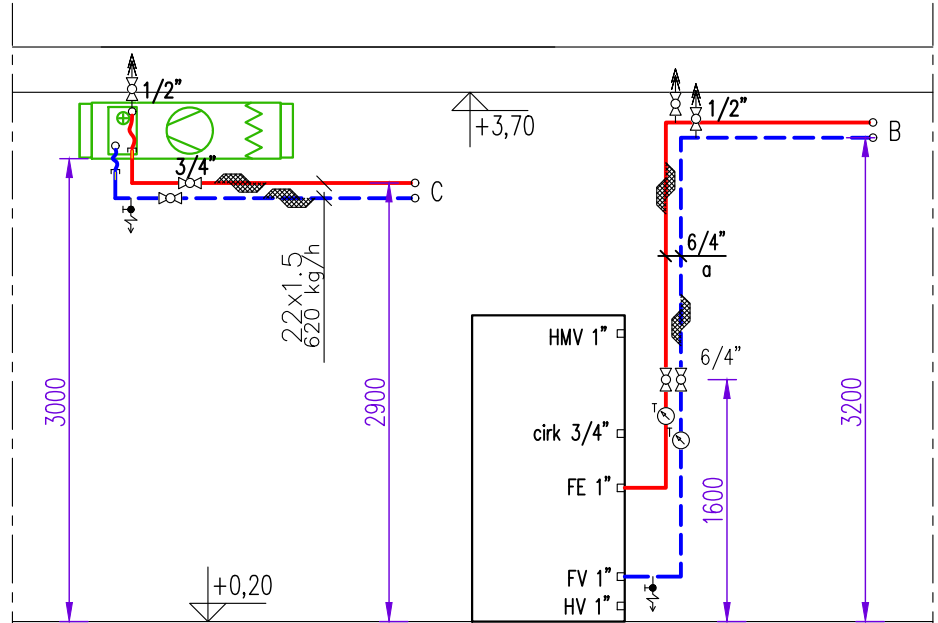 1/2”
+3,70
1/2”
B
3/4”
C
22x1.5
620 kg/h
6/4”
a
HMV 1”
6/4”
3000
2900
3200
T
T
cirk 3/4”
FE 1”
1600
+0,20
FV 1”
HV 1”